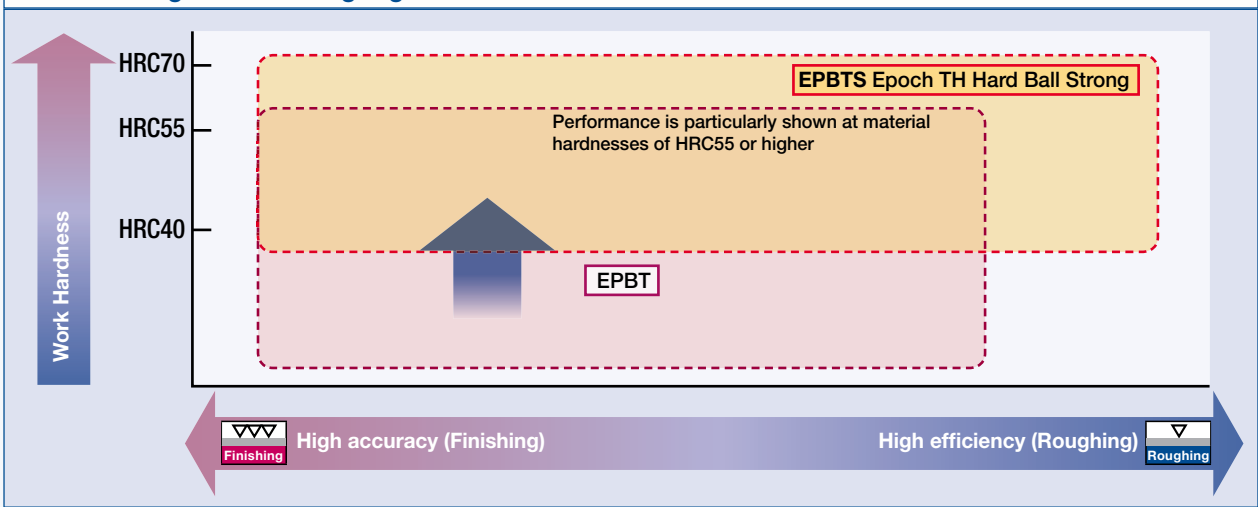 HRC70
EPBTS Epoch TH Hard Ball Strong
HRC55
Performance is particularly shown at material
hardnesses of HRC55 or higher
HRC40
Work Hardness
EPBT
Finishing
High accuracy (Finishing)
High efficiency (Roughing)
Roughing